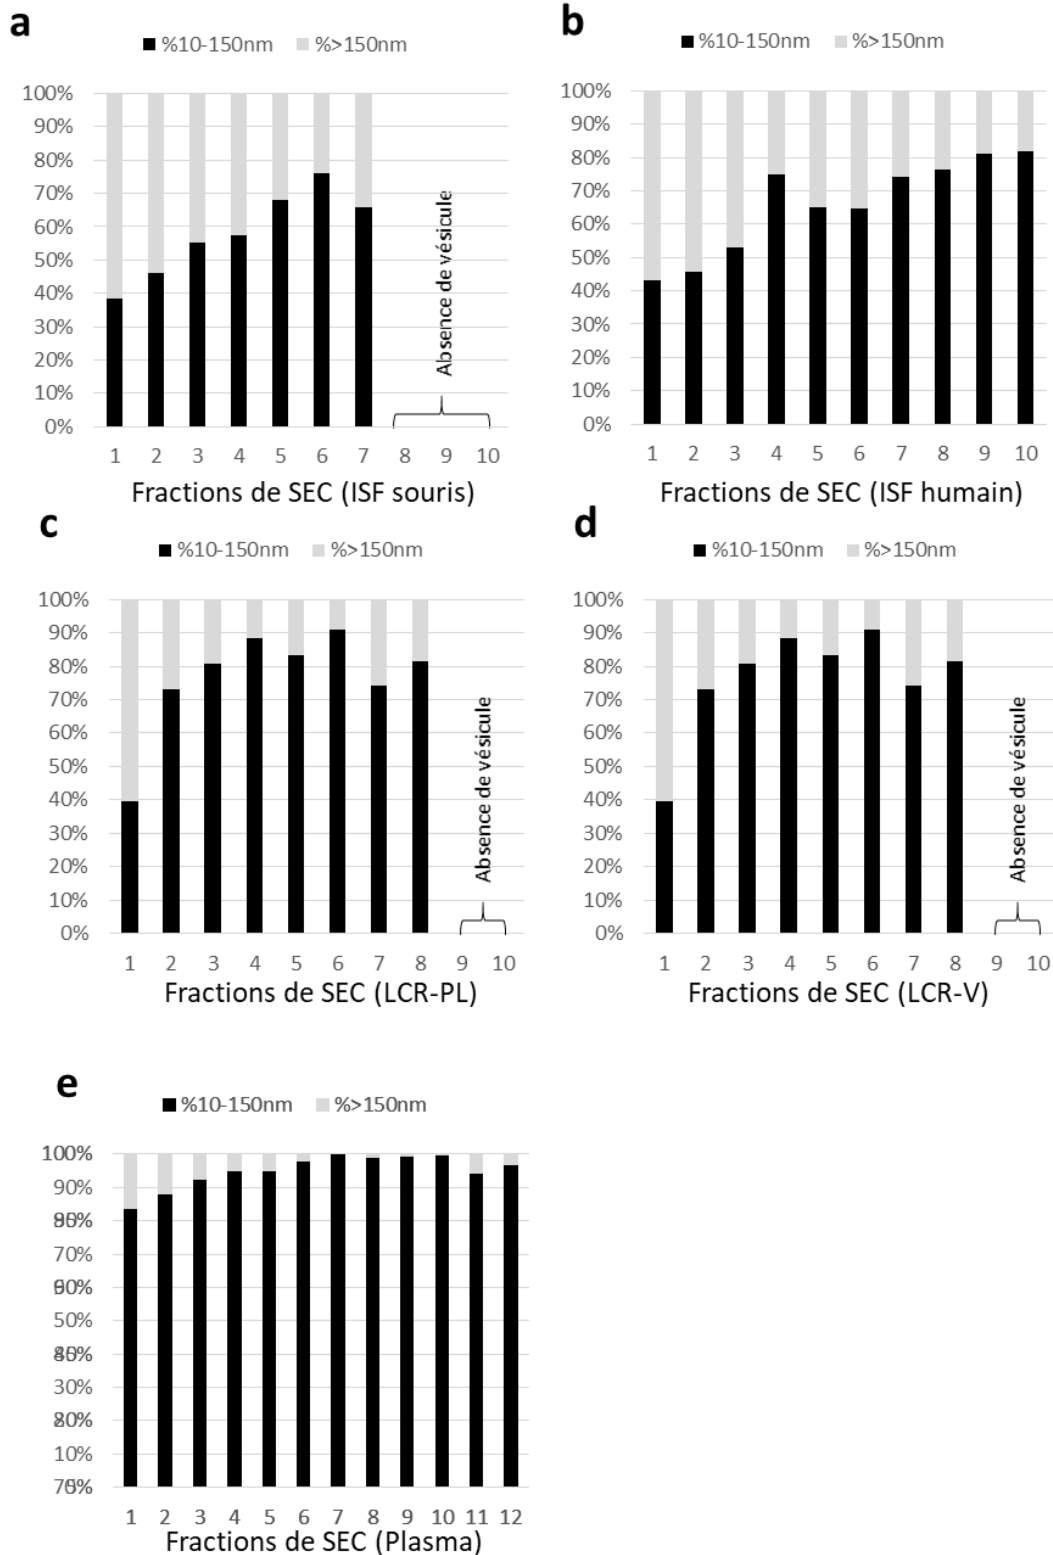 a
%10-150nm %>150nm
100%
90%
80%
70%
60%
50%
40%
30%
20%
10%
0%
Absence de vésicule
1 2 3 4 5 6 7 8 9 10
Fractions de SEC (ISF souris)
b
%10-150nm %>150nm
100%
90%
80%
70%
60%
50%
40%
30%
20%
10%
0%
1 2 3 4 5 6 7 8 9 10
Fractions de SEC (ISF humain)
c
%10-150nm %>150nm
100%
90%
80%
70%
60%
50%
40%
30%
20%
10%
0%
Absence de vésicule
1 2 3 4 5 6 7 8 9 10
Fractions de SEC (LCR-PL)
d
%10-150nm %>150nm
100%
90%
80%
70%
60%
50%
40%
30%
20%
10%
0%
Absence de vésicule
1 2 3 4 5 6 7 8 9 10
Fractions de SEC (LCR-V)
e
%10-150nm %>150nm
100%
90%
70%
50%
30%
10%
1 2 3 4 5 6 7 8 9 10 11 12
Fractions de SEC (Plasma)